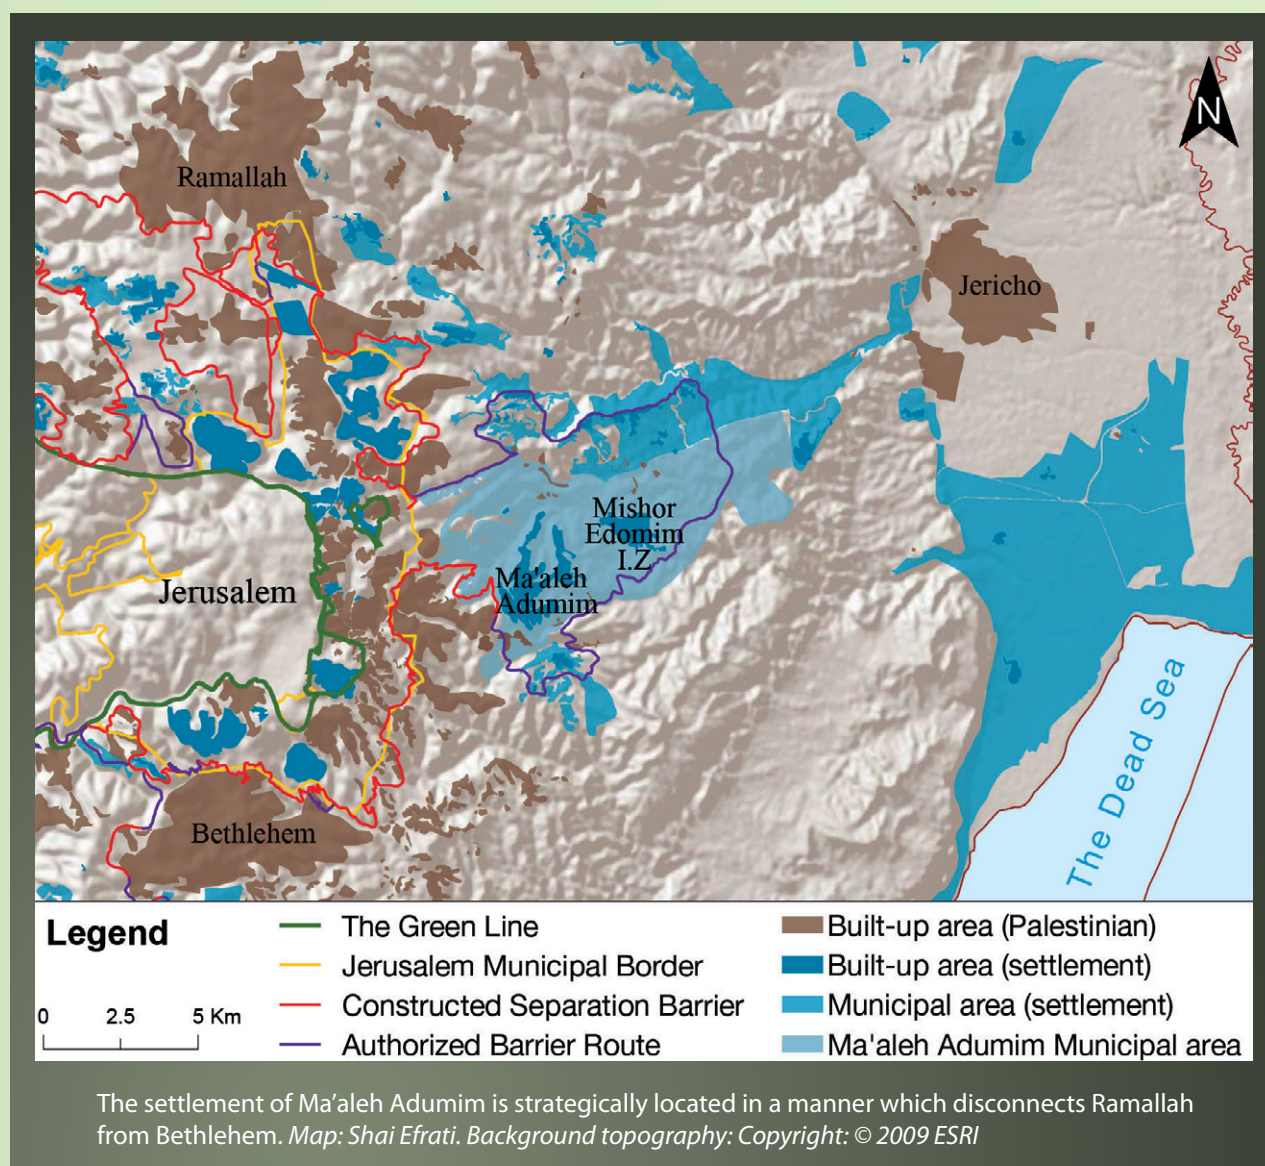 N
Ramallah
Jericho
Mishor
Edomim
I.Z
Ma'aleh
Adumim
Jerusalem
The Dead Sea
Bethlehem
Legend
0 2.5 5 Km
The Green Line
Jerusalem Municipal Border
Constructed Separation Barrier
Authorized Barrier Route
Built-up area (Palestinian)
Built-up area (settlement)
Municipal area (settlement)
Ma'aleh Adumim Municipal area
The settlement of Ma’aleh Adumim is strategically located in a manner which disconnects Ramallah
from Bethlehem. Map: Shai Efrati. Background topography: Copyright: © 2009 ESRI